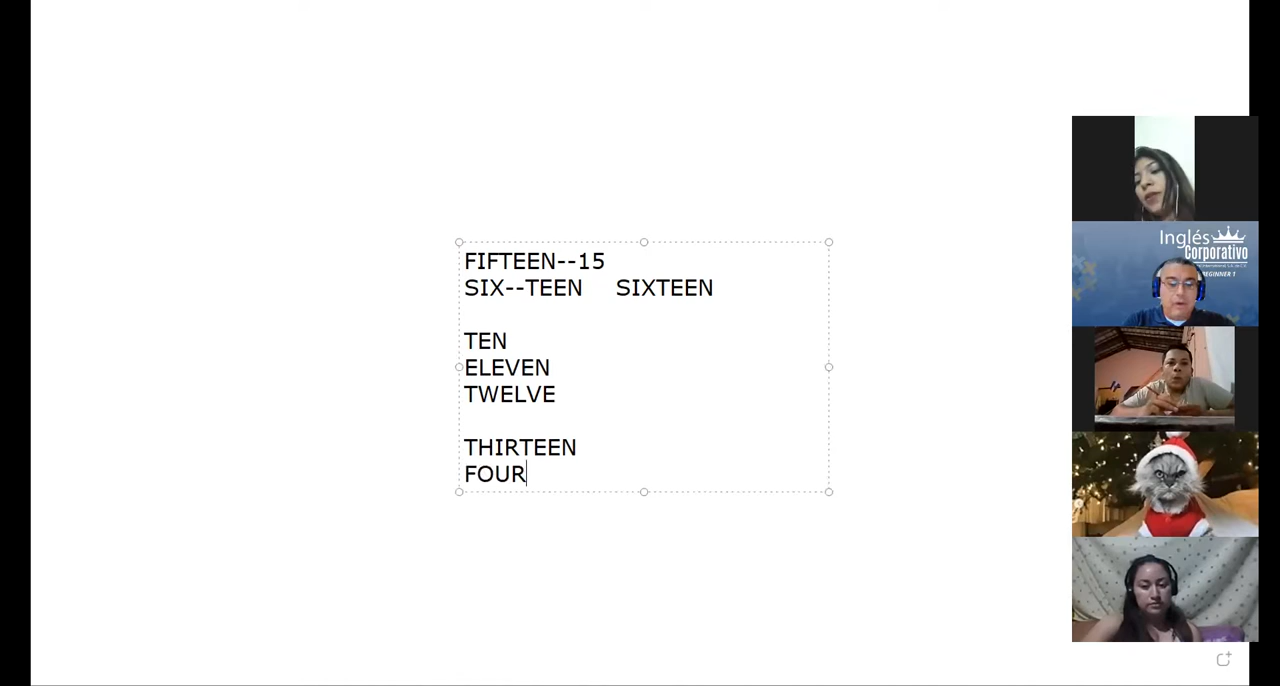 FIFTEEN--15
SIX--TEEN SIXTEEN
TEN
ELEVEN
TWELVE
THIRTEEN
FOUR
Inglés
Corporativo
BEGINNER 1